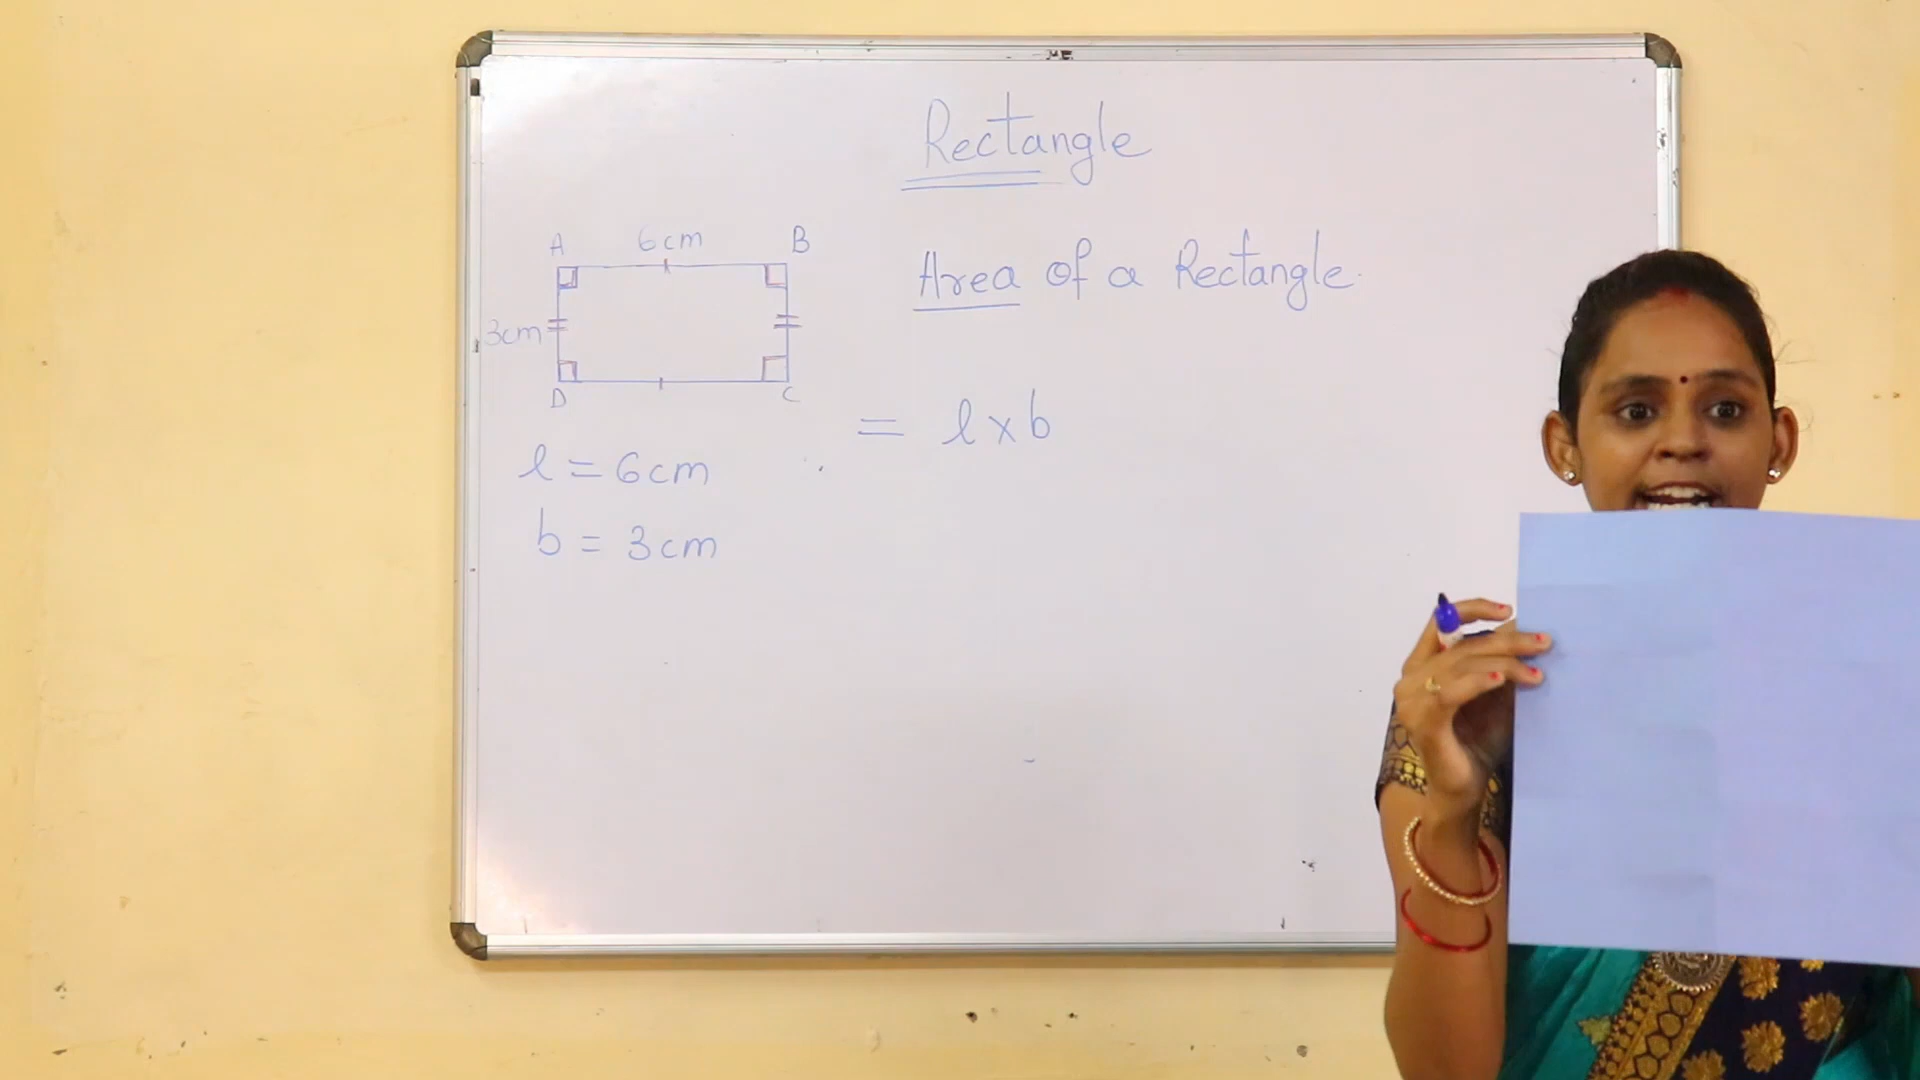 Rectangle
A 6cm B
3cm
D C
l = 6cm
b = 3cm
Area of a Rectangle.
= l x b